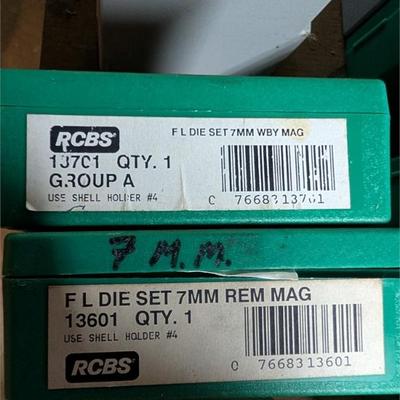 RCBS® F L DIE SET 7MM WBY MAG
13701 QTY. 1
GROUP A
USE SHELL HOLDER #4
0 7668313701
7 M.M.
F L DIE SET 7MM REM MAG
13601 QTY. 1
USE SHELL HOLDER #4
RCBS®
0 7668313601